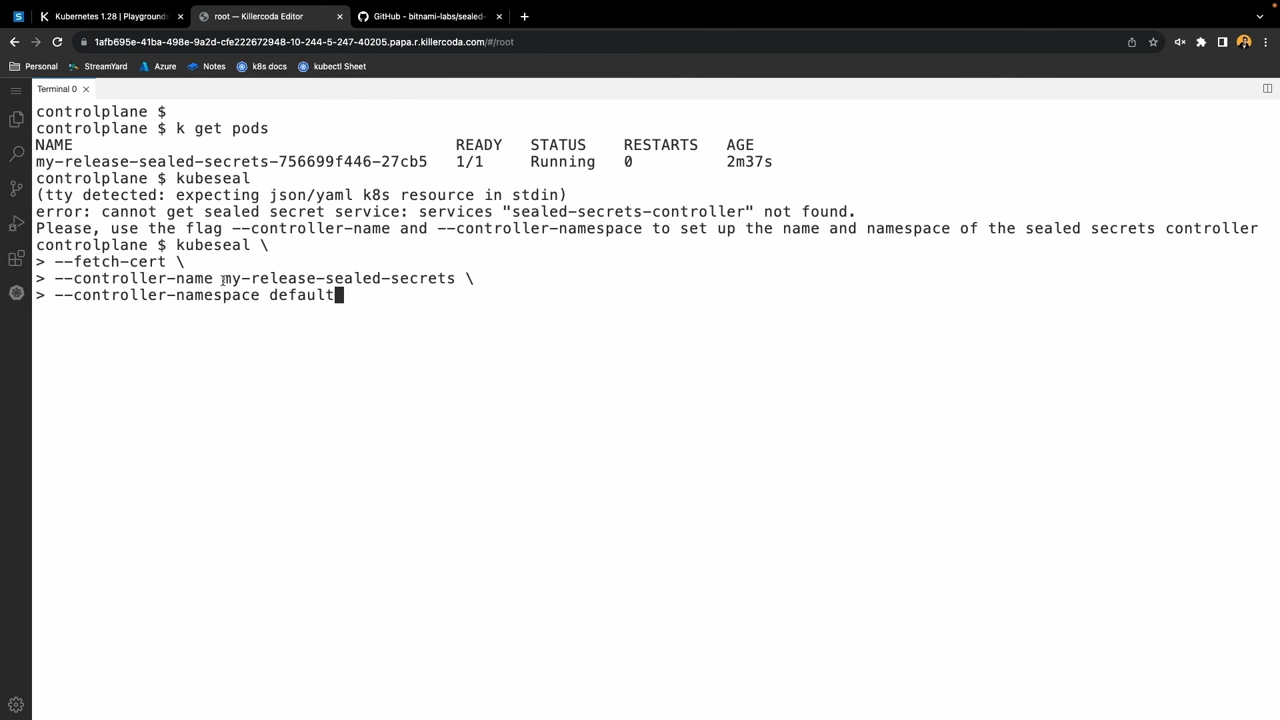 Kubernetes 1.28 | Playground
root — Killercoda Editor
GitHub - bitnami-labs/sealed-
1afb695e-41ba-498e-9a2d-cfe222672948-10-244-5-247-40205.papa.r.killercoda.com/#/root
Personal StreamYard Azure Notes k8s docs kubectl Sheet
Terminal 0
controlplane $
controlplane $ k get pods
NAME READY STATUS RESTARTS AGE
my-release-sealed-secrets-756699f446-27cb5 1/1 Running 0 2m37s
controlplane $ kubeseal
(tty detected: expecting json/yaml k8s resource in stdin)
error: cannot get sealed secret service: services "sealed-secrets-controller" not found.
Please, use the flag --controller-name and --controller-namespace to set up the name and namespace of the sealed secrets controller
controlplane $ kubeseal \
> --fetch-cert \
> --controller-name my-release-sealed-secrets \
> --controller-namespace default